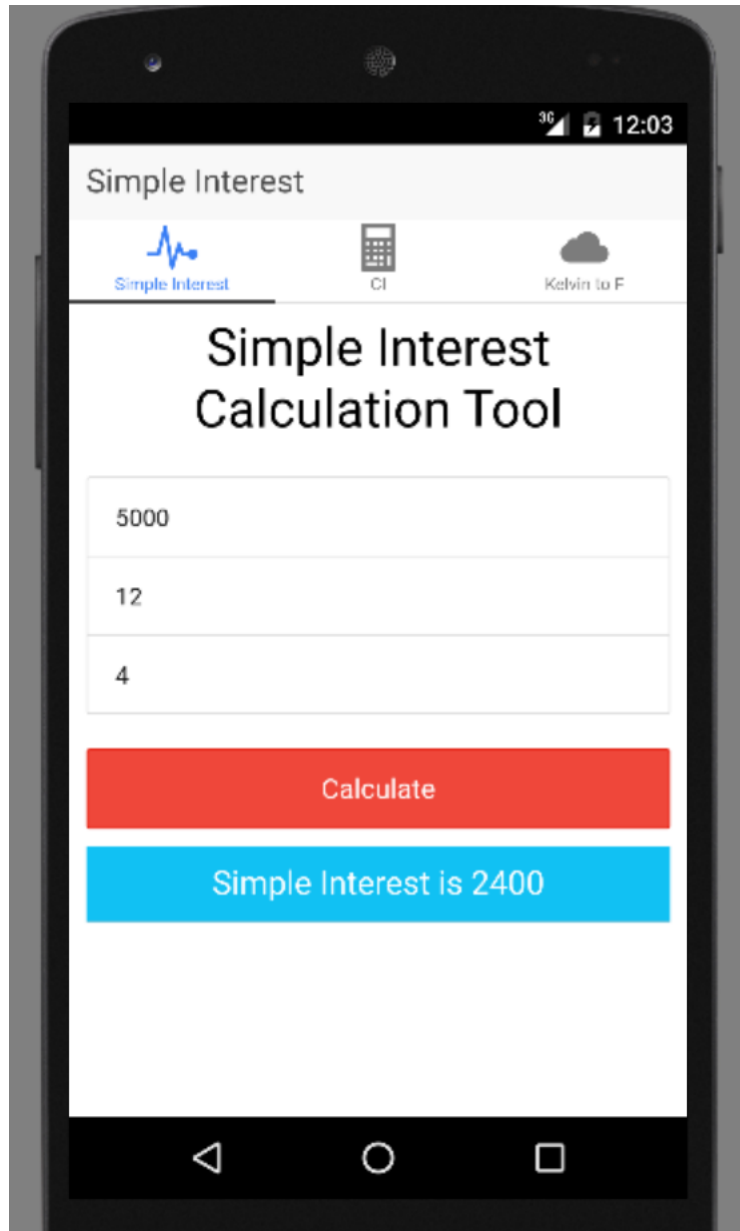 3G 12:03
Simple Interest
Simple Interest CI Kelvin to F
Simple Interest
Calculation Tool
5000
12
4
Calculate
Simple Interest is 2400